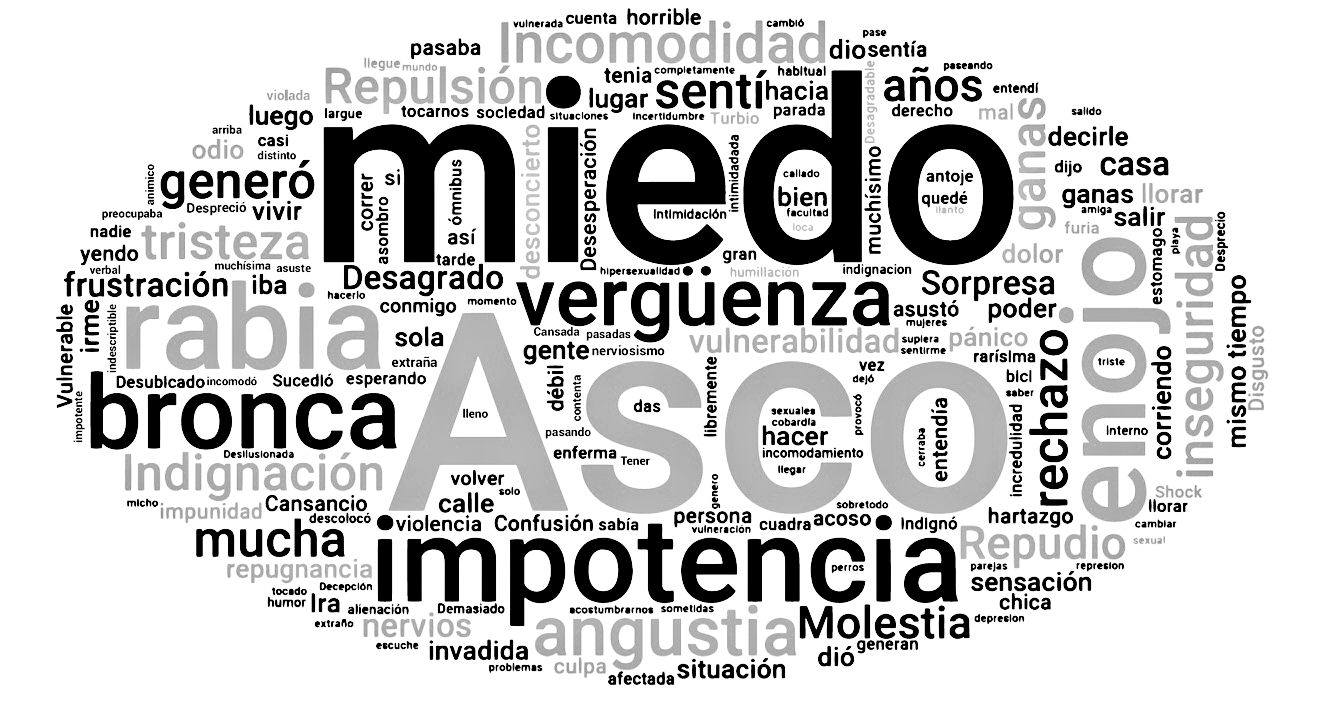 vulnerada cuenta horrible cambió
pasaba Incomodidad pase
dio sentía
llegue mundo tenia completamente habitual Desagradable paseando
Repulsión lugar sentí hacia años entendí
violada largue tocarnos sociedad situaciones incertidumbre Turbio parada derecho mal salido
luego
arriba casi miedo ganas decirle
odio distinto desconcierto Desesperación intimidadada muchísimo dijo casa
animico generó correr si ómnibus callado bien antoje ganas llorar
preocupaba Despreció vivir asombro Intimidación facultad quedé llanto amiga salir
nadie tristeza así loca furia
yendo tarde gran dolor estomago playa Desprecio
verbal muchísima asuste hipersexualidad humillación indignacion
frustración iba Desagrado Sorpresa
hacerlo conmigo momento vergüenza asustó poder
Vulnerable irme indescriptible rabia sola Cansada pasadas mujeres enojo inseguridad mismo tiempo
gente nerviosismo vulnerabilidad supiera sentirme pánico
extraña Asco vez rarísima triste Disgusto
Desubicado incomodó Sucedió esperando débil contenta libremente dejó bici rechazo corriendo
impotente bronca lleno das sexuales provocó saber
cobardía
pasando hacer cerraba entendía incredulidad Interno
Desilusionada enferma Tener incomodamiento
Indignación volver llegar
micho impunidad Cansancio calle solo genero sobretodo Shock
descolocó violencia Confusión sabía persona cuadra acoso Indignó hartazgo llorar
mucha vulneración cambiar
impotencia Repudio sexual
repugnancia perros parejas represion
tocado Decepción sensación
humor Ira alienación Demasiado acostumbrarnos sometidas chica
extraño nervios angustia Molestia depresion
escuche invadida generan
problemas culpa situación dió
afectada